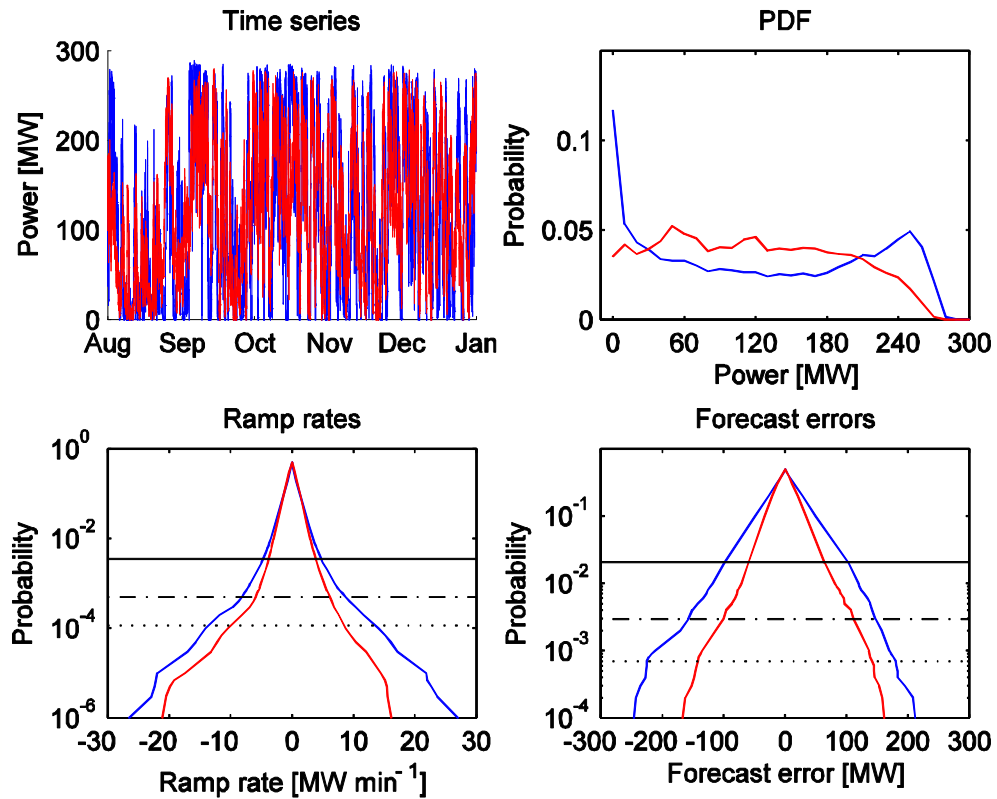 Time series
Power [MW]
300
200
100
0
Aug Sep Oct Nov Dec Jan
PDF
Probability
0.1
0.05
0
0 60 120 180 240 300
Power [MW]
Ramp rates
Probability
10^0
10^-2
10^-4
10^-6
-30 -20 -10 0 10 20 30
Ramp rate [MW min^-1]
Forecast errors
Probability
10^-1
10^-2
10^-3
10^-4
-300 -200 -100 0 100 200 300
Forecast error [MW]